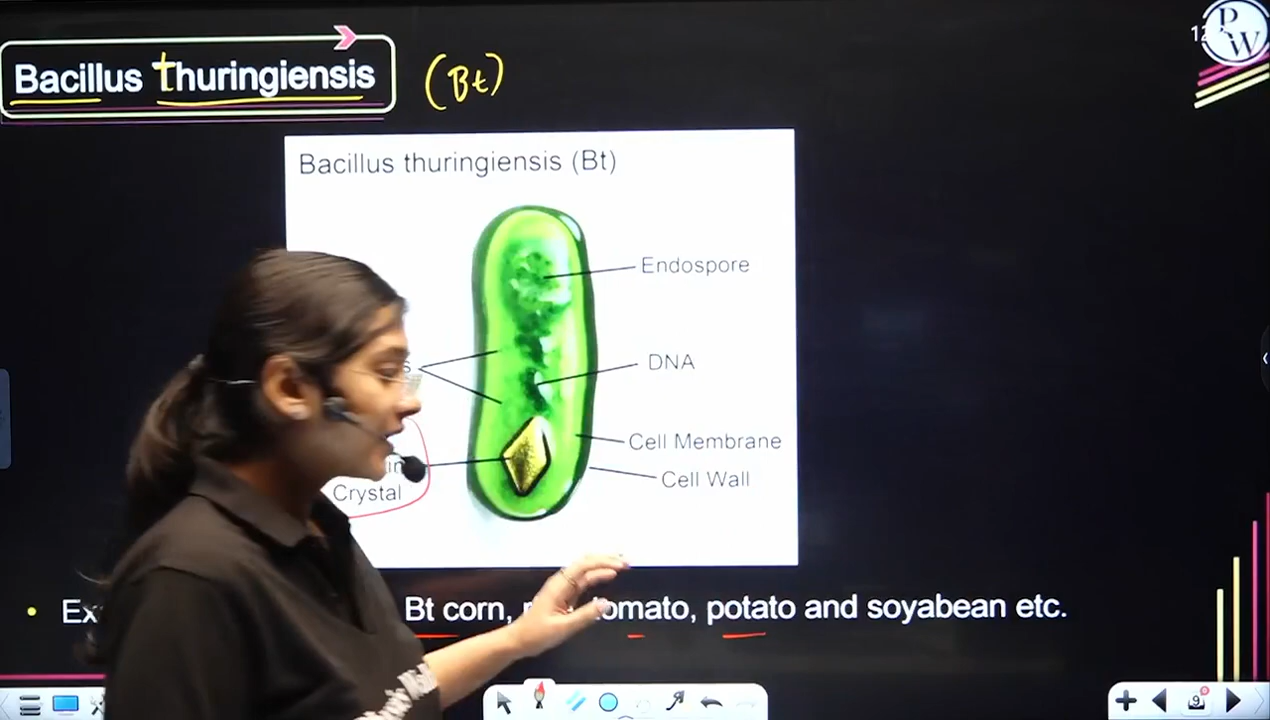 Bacillus thuringiensis (Bt)
P
W
Bacillus thuringiensis (Bt)
Endospore
DNA
Cell Membrane
Cell Wall
Crystal
Bt corn, tomato, potato and soyabean etc.
9